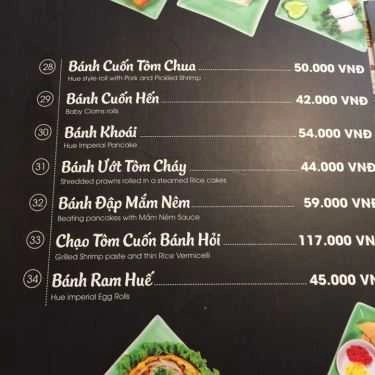 28 Bánh Cuốn Tôm Chua 50.000 VNĐ
Hue style roll with Pork and Pickled Shrimp
29 Bánh Cuốn Hến 42.000 VNĐ
Baby Clams rolls
30 Bánh Khoái 54.000 VNĐ
Hue Imperial Pancake
31 Bánh Ướt Tôm Cháy 44.000 VNĐ
Shredded prawns rolled in a steamed Rice cakes
32 Bánh Đập Mắm Nêm 59.000 VNĐ
Beating pancakes with Mắm Nêm Sauce
33 Chạo Tôm Cuốn Bánh Hỏi 117.000 VNĐ
Grilled Shrimp paste and thin Rice Vermicelli
34 Bánh Ram Huế 45.000 VNĐ
Hue imperial Egg Rolls